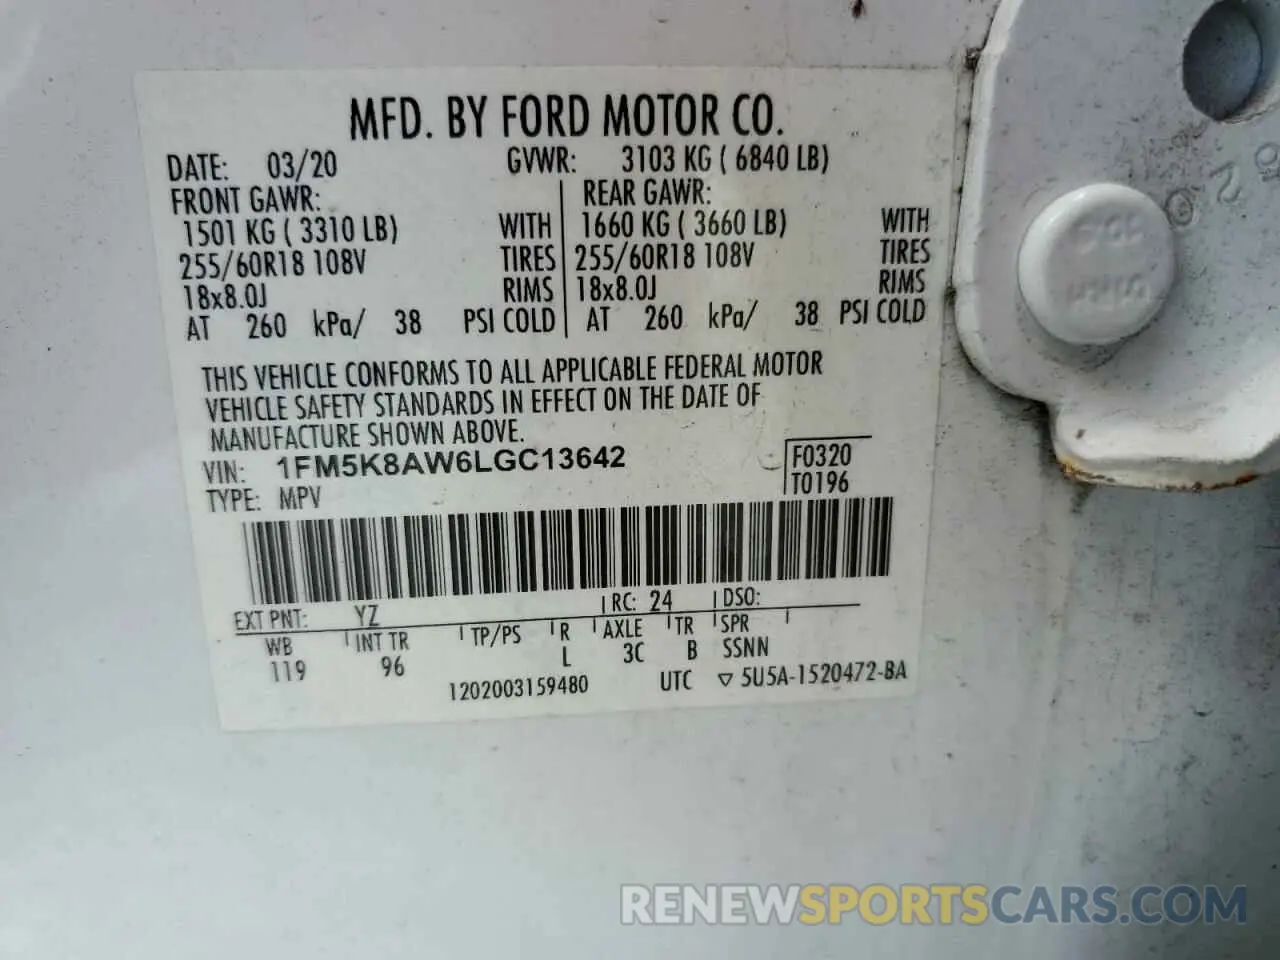 MFD. BY FORD MOTOR CO.
DATE: 03/20 GVWR: 3103 KG ( 6840 LB)
FRONT GAWR: REAR GAWR:
1501 KG ( 3310 LB) WITH 1660 KG ( 3660 LB) WITH
255/60R18 108V TIRES 255/60R18 108V TIRES
18x8.0J RIMS 18x8.0J RIMS
AT 260 kPa/ 38 PSI COLD AT 260 kPa/ 38 PSI COLD
THIS VEHICLE CONFORMS TO ALL APPLICABLE FEDERAL MOTOR
VEHICLE SAFETY STANDARDS IN EFFECT ON THE DATE OF
MANUFACTURE SHOWN ABOVE.
VIN: 1FM5K8AW6LGC13642 F0320
TYPE: MPV T0196
EXT PNT: YZ RC: 24 DSO:
WB INT TR TP/PS R AXLE TR SPR
119 96 L 3C B SSNN
1202003159480 UTC ▽ 5U5A-1520472-BA
RENEWSPORTSCARS.COM